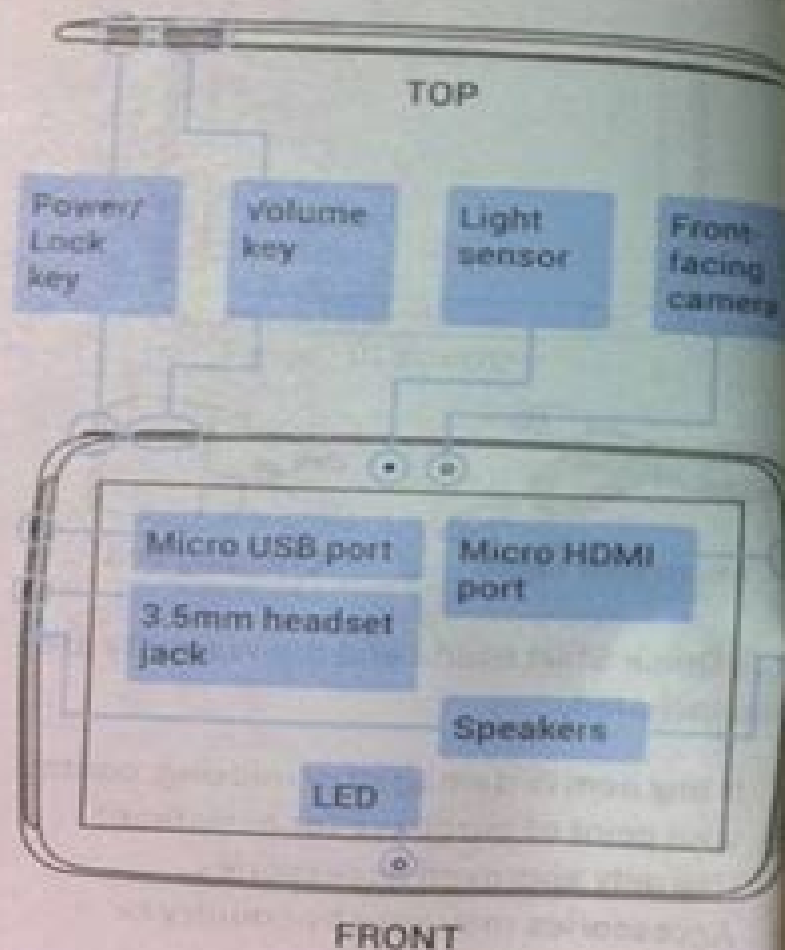 TOP
Power/
Lock
key
Volume
key
Light
sensor
Front-
facing
camera
Micro USB port
Micro HDMI
port
3.5mm headset
jack
Speakers
LED
FRONT